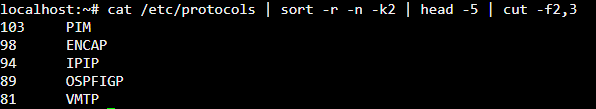 localhost:~# cat /etc/protocols | sort -r -n -k2 | head -5 | cut -f2,3
103 PIM
98 ENCAP
94 IPIP
89 OSPFIGP
81 VMTP